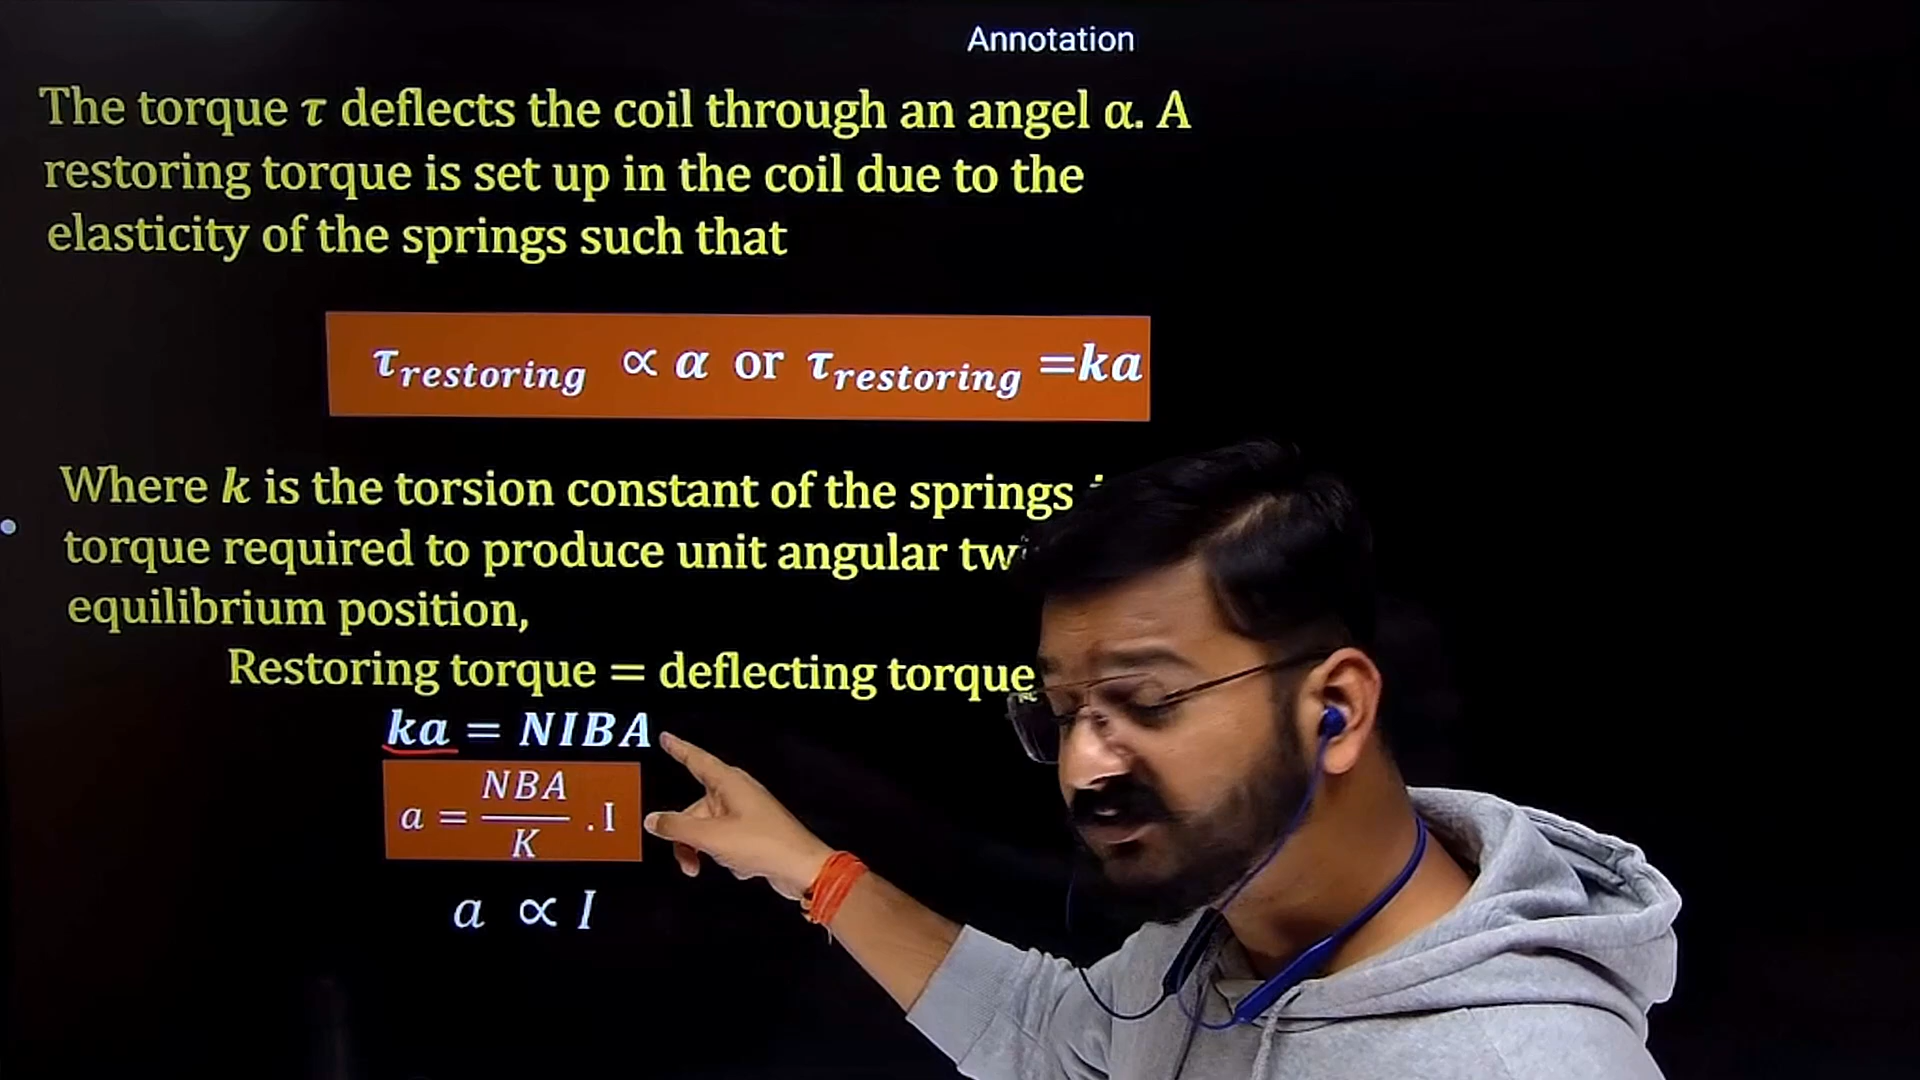 Annotation
The torque τ deflects the coil through an angel α. A
restoring torque is set up in the coil due to the
elasticity of the springs such that
τrestoring ∝ α or τrestoring =ka
Where k is the torsion constant of the springs
torque required to produce unit angular
equilibrium position,
Restoring torque = deflecting torque
ka = NIBA
a = NBA/K . I
a ∝ I